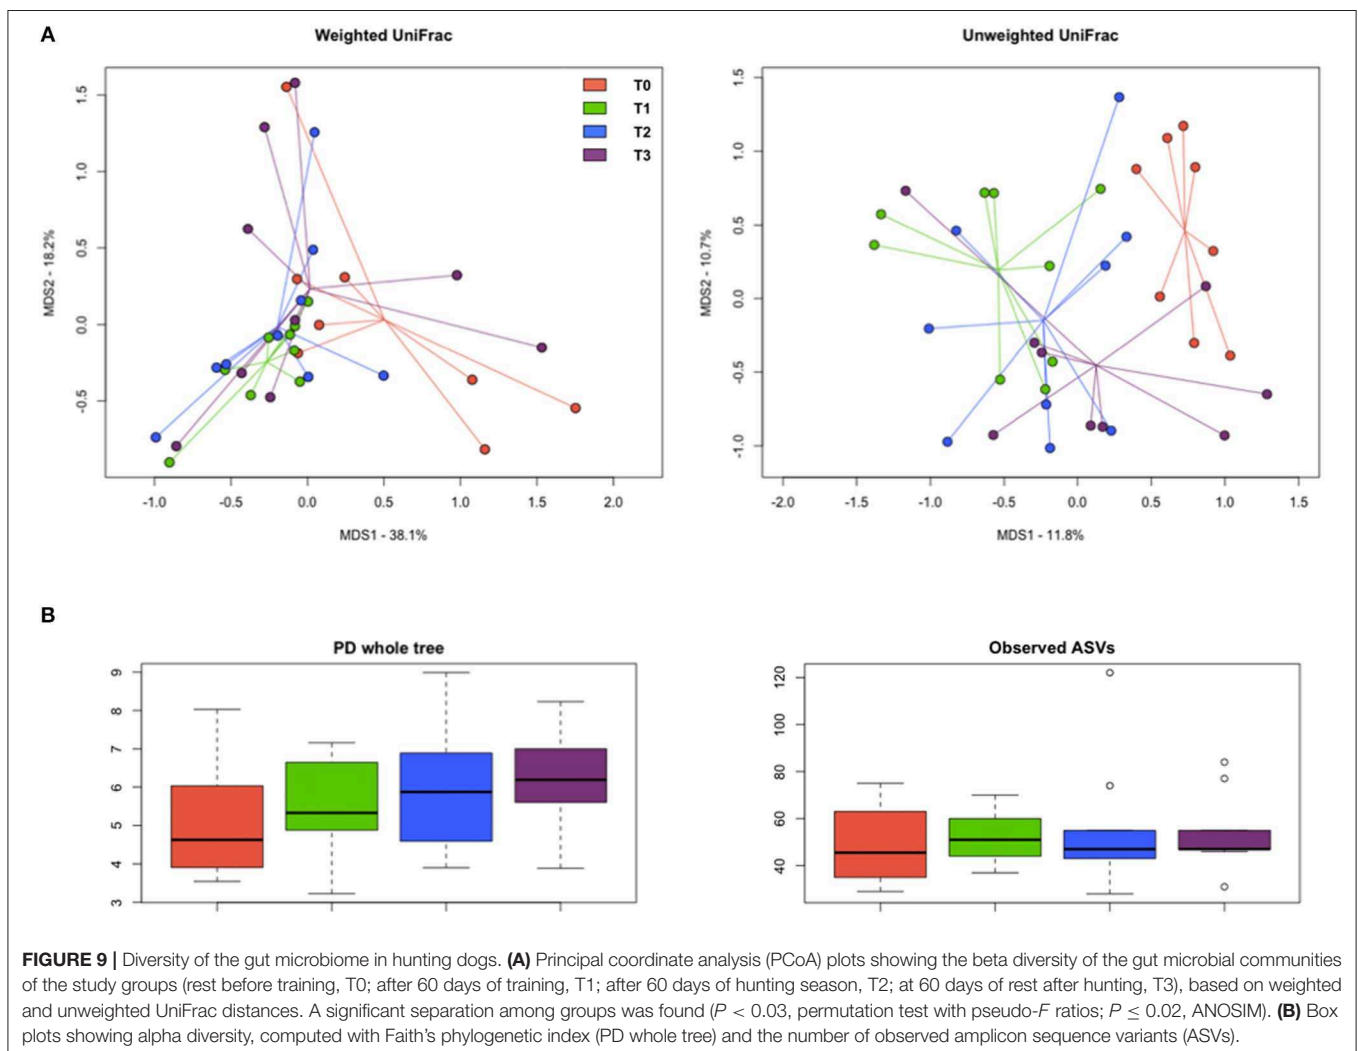 A
Weighted UniFrac
Unweighted UniFrac
T0
T1
T2
T3
1.5
1.0
0.5
0.0
-0.5
MDS2 - 18.2%
-1.0
-0.5
0.0
0.5
1.0
1.5
2.0
MDS1 - 38.1%
1.5
1.0
0.5
0.0
-0.5
-1.0
MDS2 - 10.7%
-2.0
-1.5
-1.0
-0.5
0.0
0.5
1.0
1.5
MDS1 - 11.8%
B
PD whole tree
9
8
7
6
5
4
3
Observed ASVs
120
100
80
60
40
FIGURE 9 | Diversity of the gut microbiome in hunting dogs. (A) Principal coordinate analysis (PCoA) plots showing the beta diversity of the gut microbial communities
of the study groups (rest before training, T0; after 60 days of training, T1; after 60 days of hunting season, T2; at 60 days of rest after hunting, T3), based on weighted
and unweighted UniFrac distances. A significant separation among groups was found (P < 0.03, permutation test with pseudo-F ratios; P ≤ 0.02, ANOSIM). (B) Box
plots showing alpha diversity, computed with Faith's phylogenetic index (PD whole tree) and the number of observed amplicon sequence variants (ASVs).